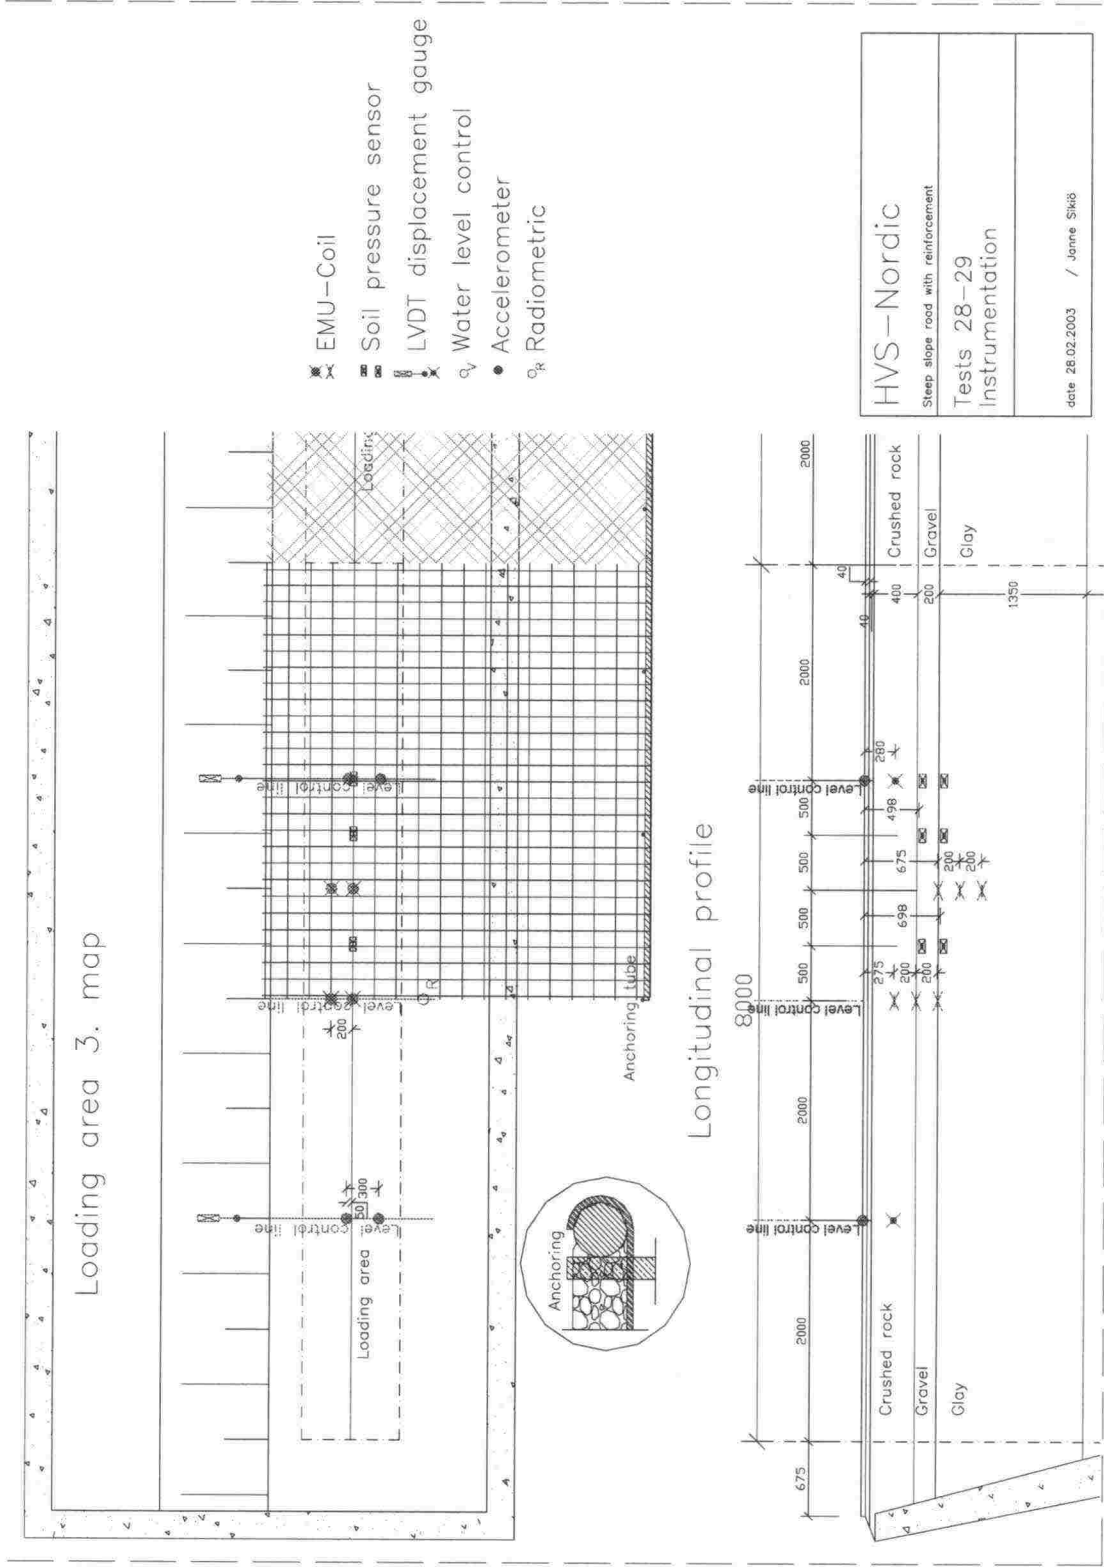 Loading area 3. map
Level control line
Level control line
Loading area
50
300
200
R
Loading
Anchoring tube
Anchoring
EMU-Coil
Soil pressure sensor
LVDT displacement gauge
V Water level control
Accelerometer
R Radiometric
Longitudinal profile
8000
675
2000
2000
500
500
500
500
2000
2000
Level control line
Level control line
Level control line
275
200
200
698
675
200
200
498
280
40
40
400
200
1350
Crushed rock
Gravel
Glay
Crushed rock
Gravel
Glay
HVS-Nordic
Steep slope road with reinforcement
Tests 28-29
Instrumentation
date 28.02.2003 / Janne Sikiö